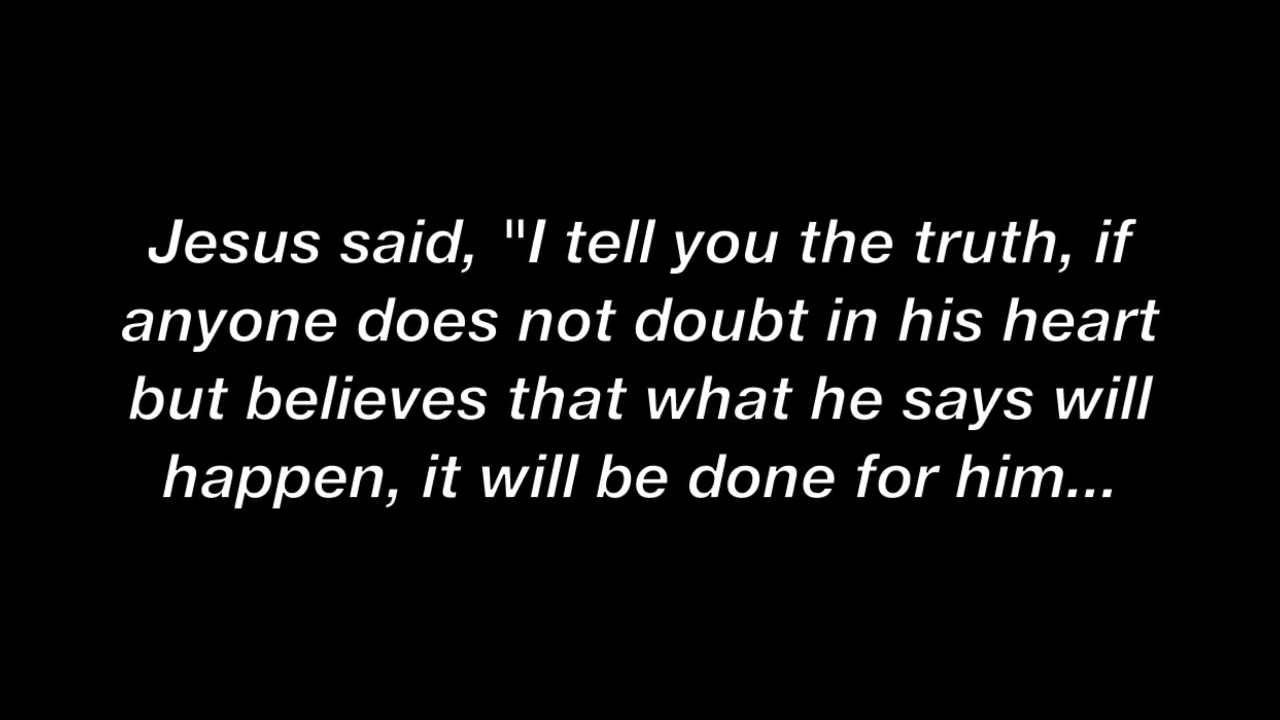 Jesus said, "I tell you the truth, if
anyone does not doubt in his heart
but believes that what he says will
happen, it will be done for him...